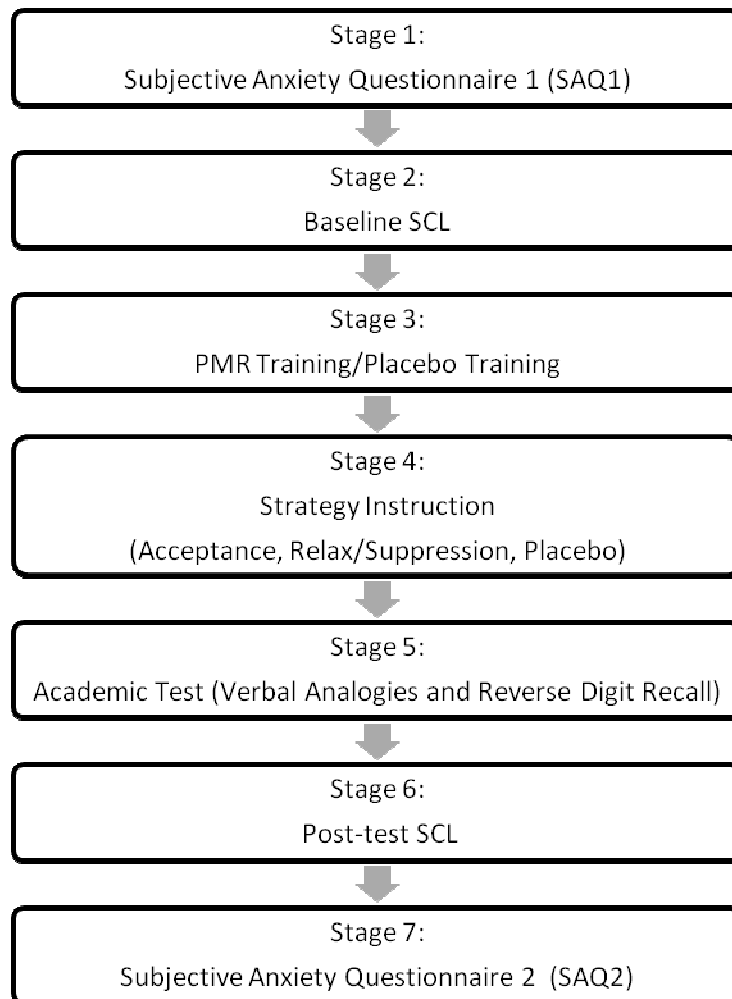 Stage 1:
Subjective Anxiety Questionnaire 1 (SAQ1)
Stage 2:
Baseline SCL
Stage 3:
PMR Training/Placebo Training
Stage 4:
Strategy Instruction
(Acceptance, Relax/Suppression, Placebo)
Stage 5:
Academic Test (Verbal Analogies and Reverse Digit Recall)
Stage 6:
Post-test SCL
Stage 7:
Subjective Anxiety Questionnaire 2 (SAQ2)